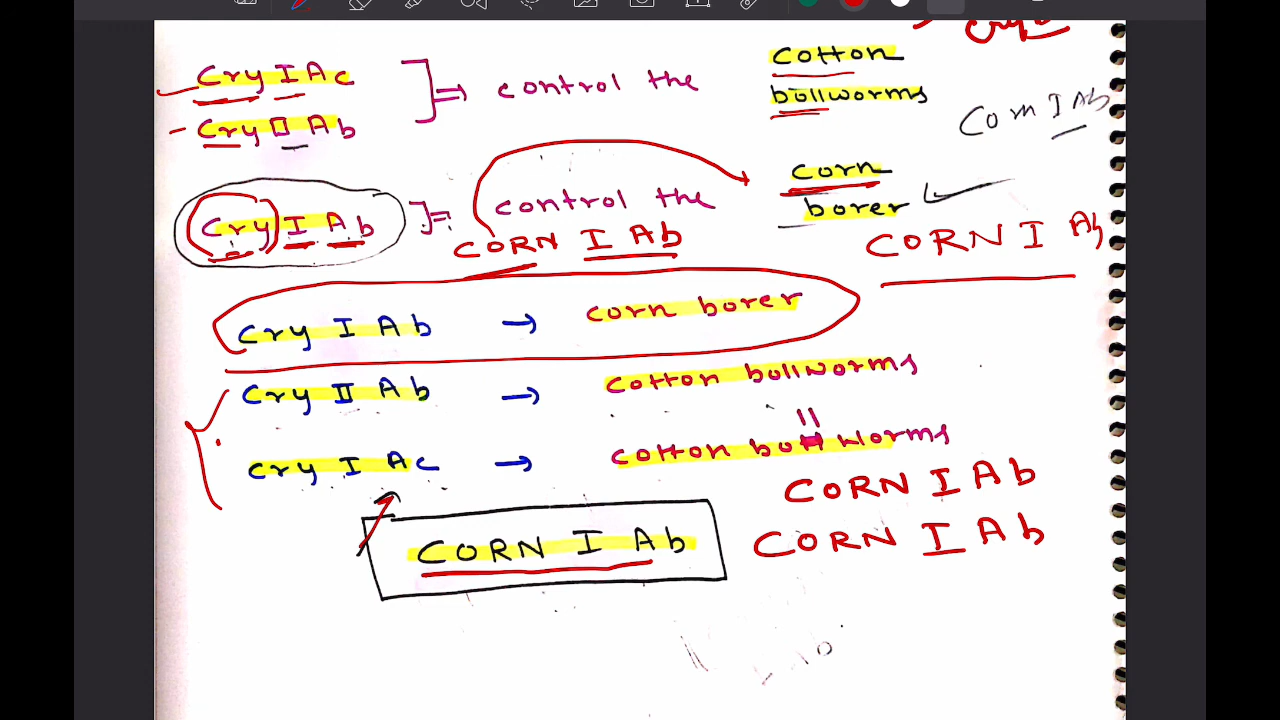 cry
Cry I Ac ] ⇒ control the cotton
Cry II Ab bollworms
Corn I Ab
Cry I Ab ] = control the corn
borer
CORN I Ab
CORN I Ab
Cry I Ab → corn borer
Cry II Ab → cotton bollworms
Cry I Ac → cotton bollworms
CORN I Ab
CORN I Ab
CORN I Ab